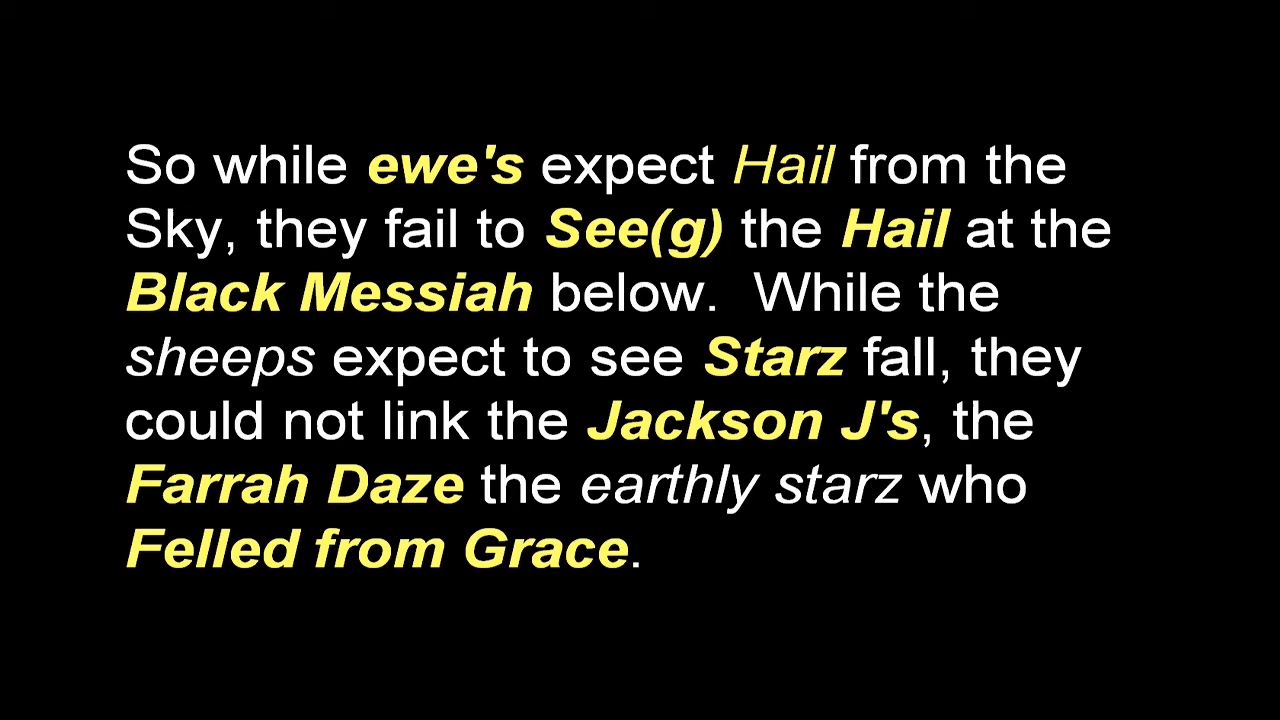 So while ewe's expect Hail from the
Sky, they fail to See(g) the Hail at the
Black Messiah below.  While the
sheeps expect to see Starz fall, they
could not link the Jackson J's, the
Farrah Daze the earthly starz who
Felled from Grace.